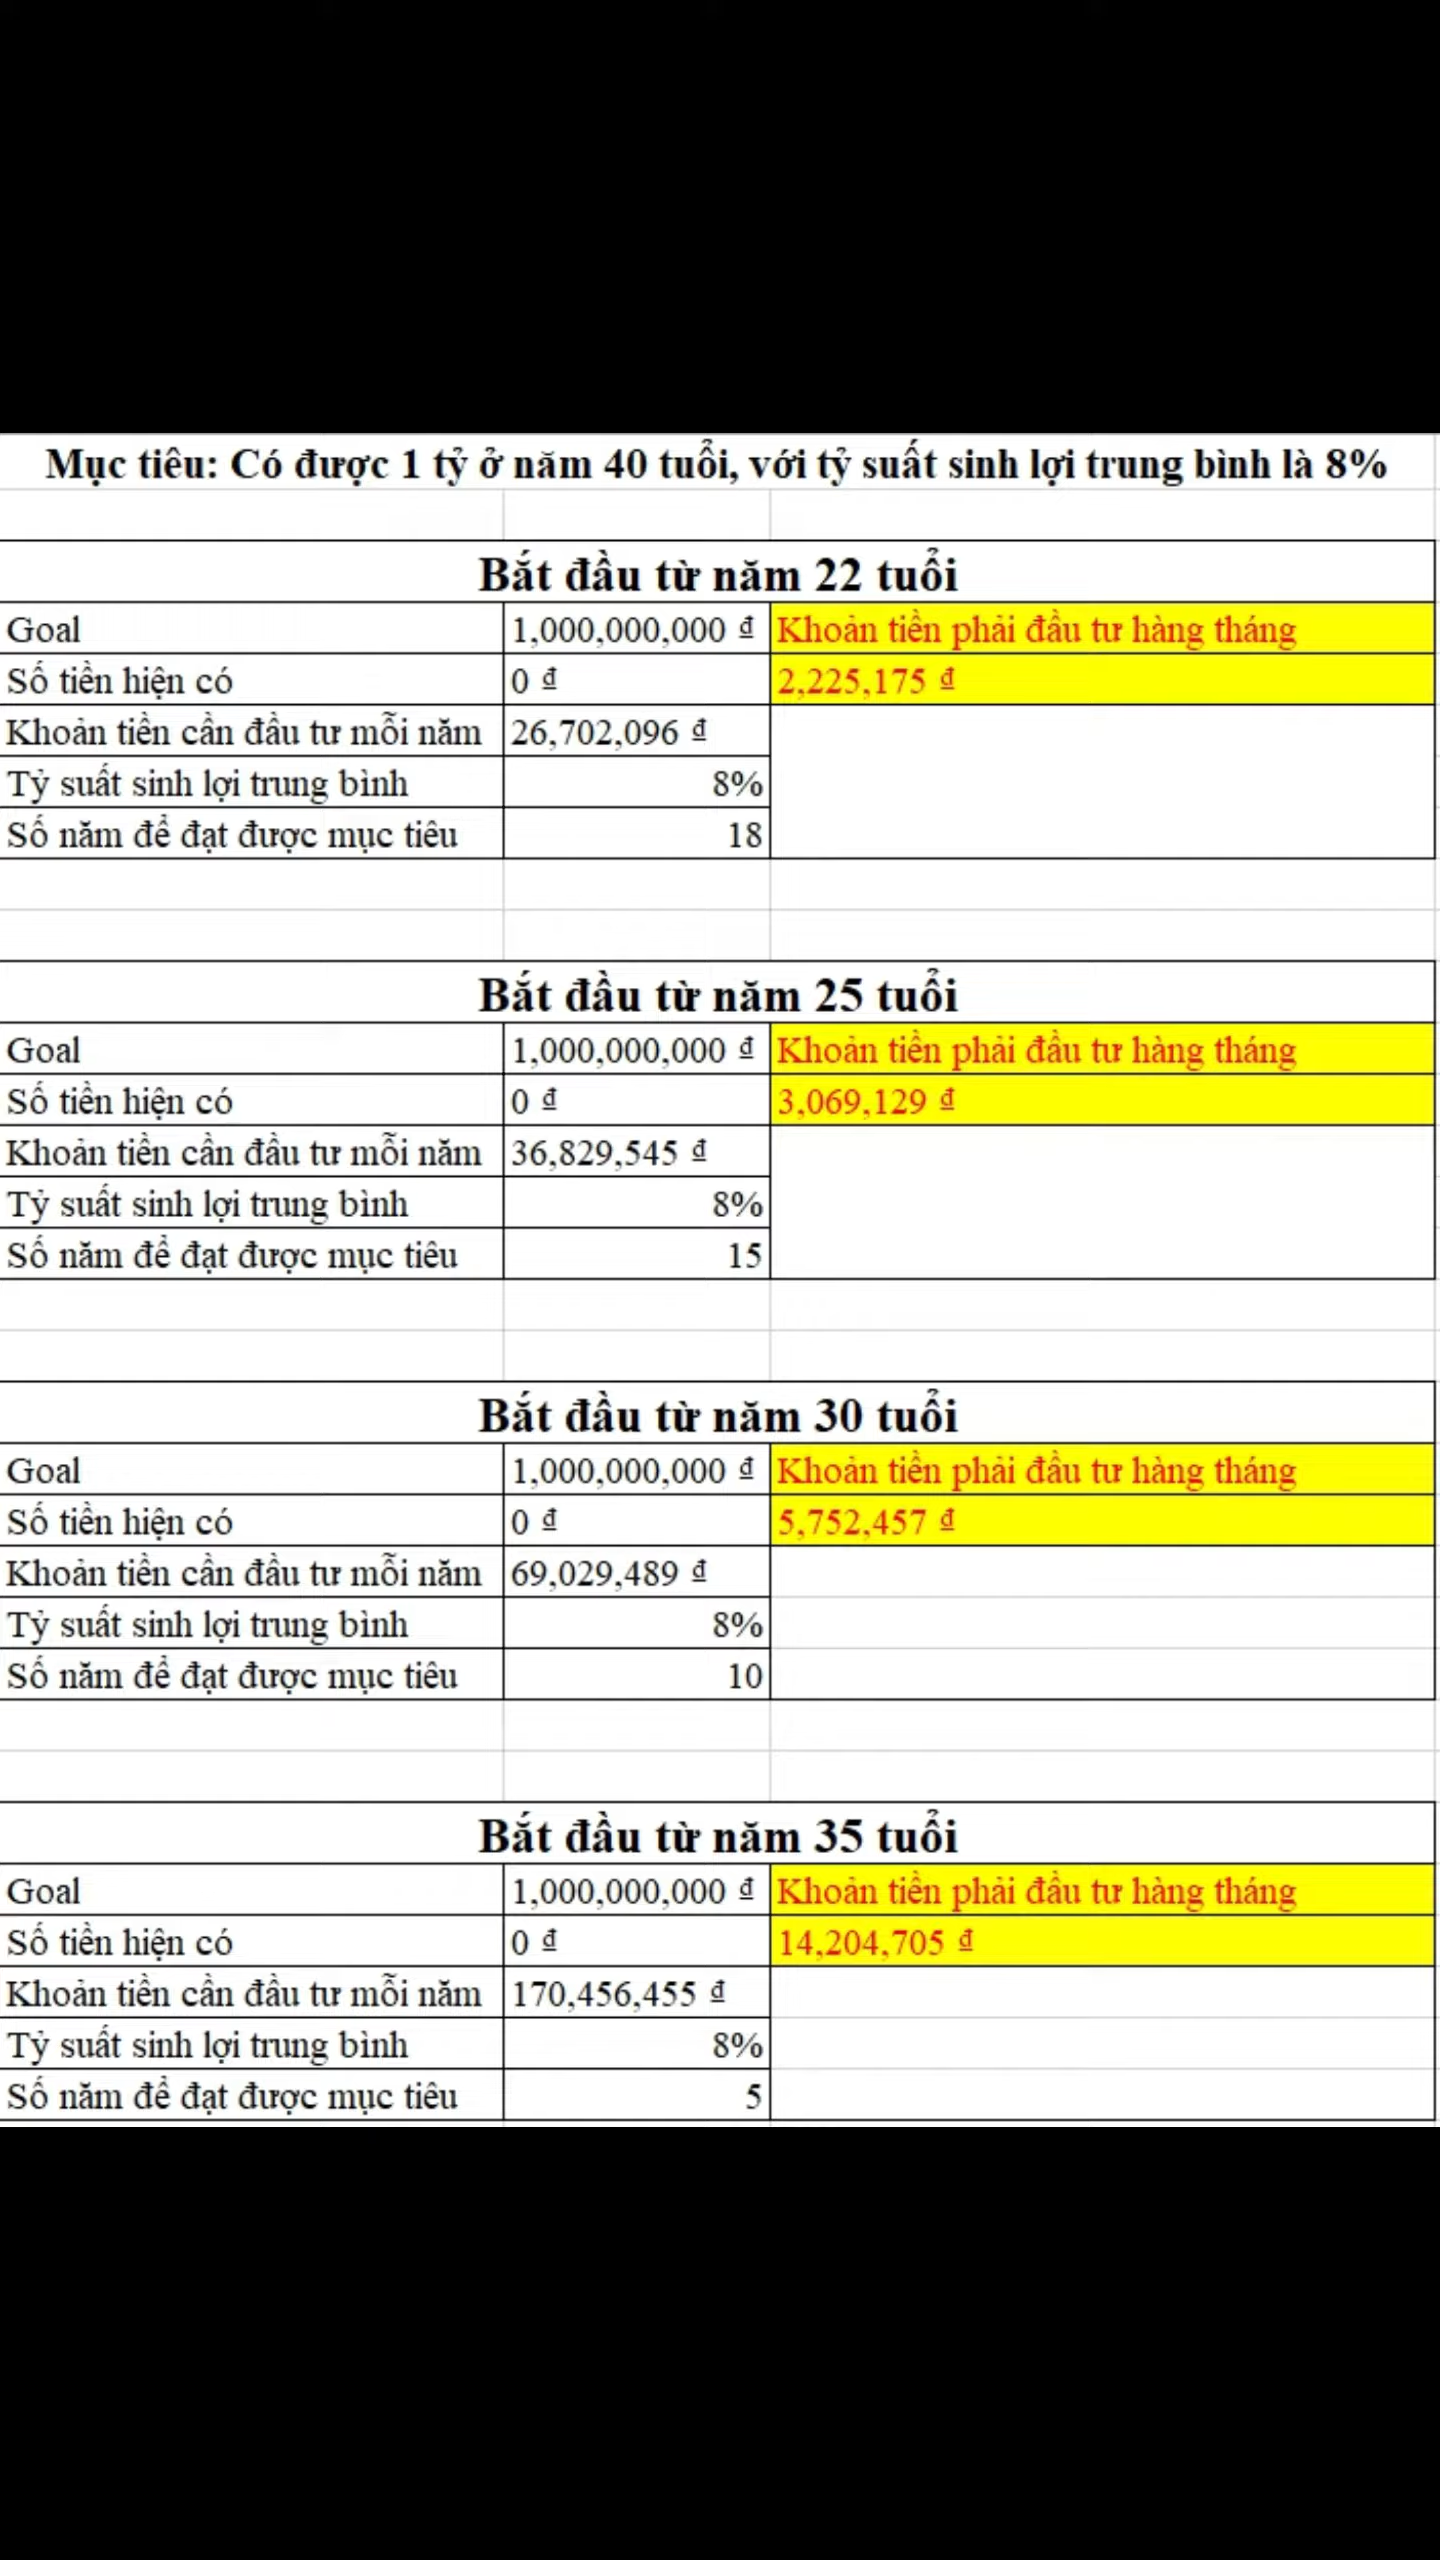 Mục tiêu: Có được 1 tỷ ở năm 40 tuổi, với tỷ suất sinh lợi trung bình là 8%
Bắt đầu từ năm 22 tuổi
Goal 1,000,000,000 ₫ Khoản tiền phải đầu tư hàng tháng
Số tiền hiện có 0 ₫ 2,225,175 ₫
Khoản tiền cần đầu tư mỗi năm 26,702,096 ₫
Tỷ suất sinh lợi trung bình 8%
Số năm để đạt được mục tiêu 18
Bắt đầu từ năm 25 tuổi
Goal 1,000,000,000 ₫ Khoản tiền phải đầu tư hàng tháng
Số tiền hiện có 0 ₫ 3,069,129 ₫
Khoản tiền cần đầu tư mỗi năm 36,829,545 ₫
Tỷ suất sinh lợi trung bình 8%
Số năm để đạt được mục tiêu 15
Bắt đầu từ năm 30 tuổi
Goal 1,000,000,000 ₫ Khoản tiền phải đầu tư hàng tháng
Số tiền hiện có 0 ₫ 5,752,457 ₫
Khoản tiền cần đầu tư mỗi năm 69,029,489 ₫
Tỷ suất sinh lợi trung bình 8%
Số năm để đạt được mục tiêu 10
Bắt đầu từ năm 35 tuổi
Goal 1,000,000,000 ₫ Khoản tiền phải đầu tư hàng tháng
Số tiền hiện có 0 ₫ 14,204,705 ₫
Khoản tiền cần đầu tư mỗi năm 170,456,455 ₫
Tỷ suất sinh lợi trung bình 8%
Số năm để đạt được mục tiêu 5